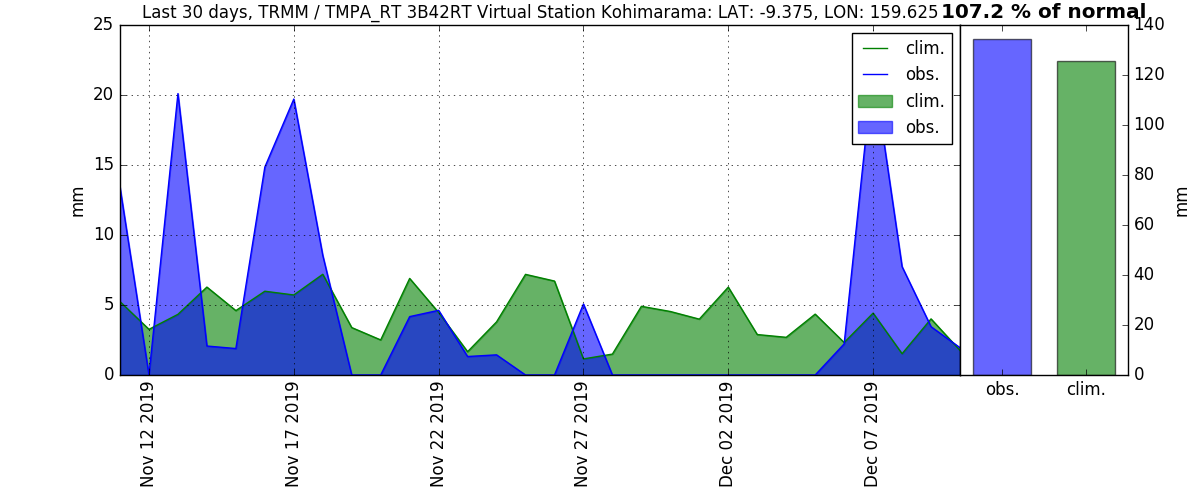 Last 30 days, TRMM / TMPA_RT 3B42RT Virtual Station Kohimarama: LAT: -9.375, LON: 159.625
107.2 % of normal
25
20
15
10
5
0
mm
clim.
obs.
clim.
obs.
Nov 12 2019
Nov 17 2019
Nov 22 2019
Nov 27 2019
Dec 02 2019
Dec 07 2019
140
120
100
80
60
40
20
0
mm
obs.
clim.